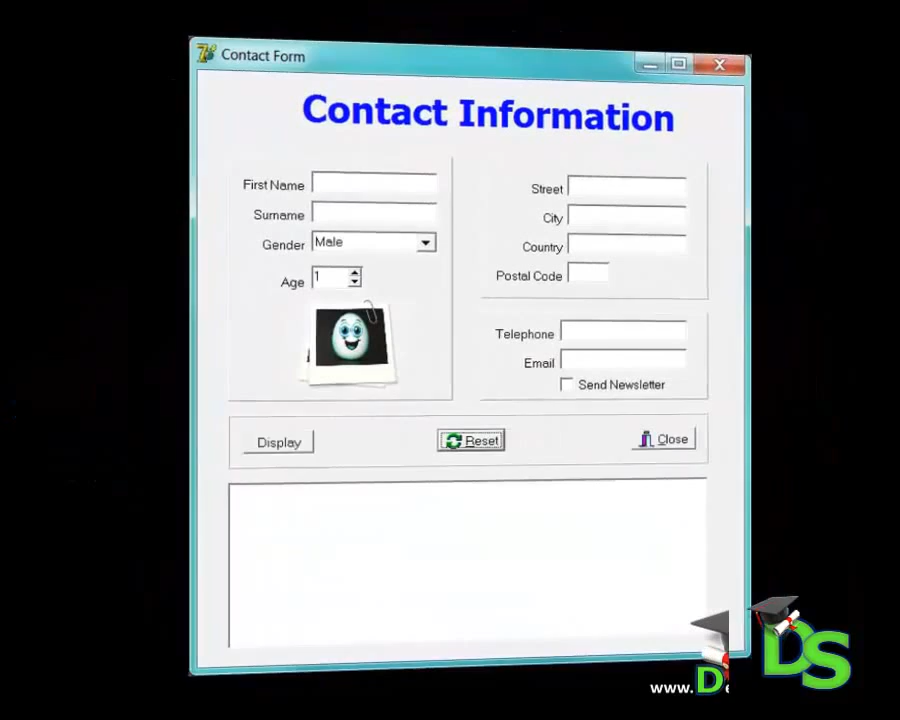 Contact Form
Contact Information
First Name
Surname
Gender Male
Age 1
Street
City
Country
Postal Code
Telephone
Email
Send Newsletter
Display
Reset
Close
DS
www.D